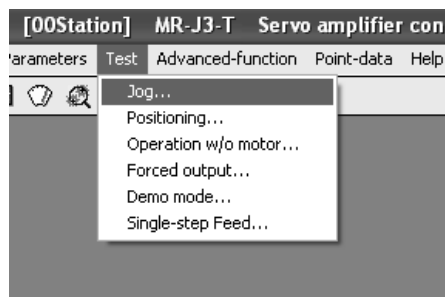 [00Station] MR-J3-T Servo amplifier con
Parameters Test Advanced-function Point-data Help
Jog...
Positioning...
Operation w/o motor...
Forced output...
Demo mode...
Single-step Feed...